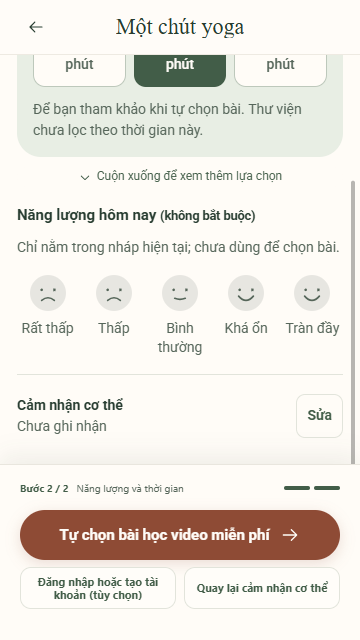 Một chút yoga
phút
phút
phút
Để bạn tham khảo khi tự chọn bài. Thư viện
chưa lọc theo thời gian này.
Cuộn xuống để xem thêm lựa chọn
Năng lượng hôm nay (không bắt buộc)
Chỉ nằm trong nháp hiện tại; chưa dùng để chọn bài.
Rất thấp
Thấp
Bình
thường
Khá ổn
Tràn đầy
Cảm nhận cơ thể
Chưa ghi nhận
Sửa
Bước 2 / 2 Năng lượng và thời gian
Tự chọn bài học video miễn phí
Đăng nhập hoặc tạo tài
khoản (tùy chọn)
Quay lại cảm nhận cơ thể